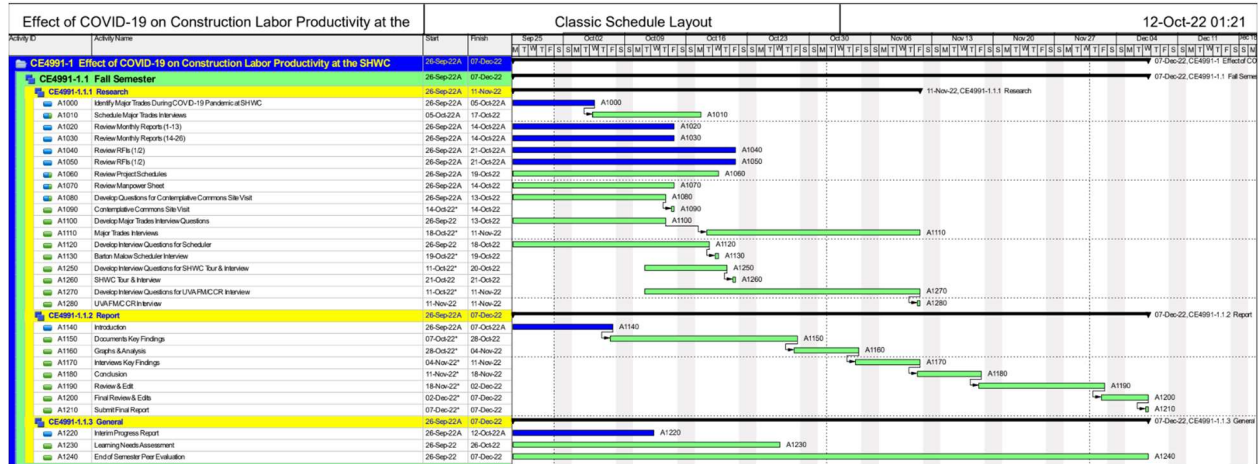 Effect of COVID-19 on Construction Labor Productivity at the Classic Schedule Layout 12-Oct-22 01:21
Activity ID Activity Name Start Finish Sep 25 Oct 02 Oct 09 Oct 16 Oct 23 Oct 30 Nov 06 Nov 13 Nov 20 Nov 27 Dec 04 Dec 11
M T W T F S S M T W T F S S M T W T F S S M T W T F S S M T W T F S S M T W T F S S M T W T F S S M T W T F S S M T W T F S S M T W T F S S M T W T F S S M T W T F S S M
CE4991-1 Effect of COVID-19 on Construction Labor Productivity at the SHWC 26-Sep-22A 07-Dec-22 07-Dec-22, CE4991-1 Effect of CO
CE4991-1.1 Fall Semester 26-Sep-22A 07-Dec-22 07-Dec-22, CE4991-1.1 Fall Seme
CE4991-1.1.1 Research 26-Sep-22A 11-Nov-22 11-Nov-22, CE4991-1.1.1 Research
A1000 Identify Major Trades During COVID-19 Pandemic at SHWC 26-Sep-22A 05-Oct-22A A1000
A1010 Schedule Major Trades Interviews 05-Oct-22A 17-Oct-22 A1010
A1020 Review Monthly Reports (1-13) 26-Sep-22A 14-Oct-22A A1020
A1030 Review Monthly Reports (14-26) 26-Sep-22A 14-Oct-22A A1030
A1040 Review RFIs (1/2) 26-Sep-22A 21-Oct-22A A1040
A1050 Review RFIs (1/2) 26-Sep-22A 21-Oct-22A A1050
A1060 Review Project Schedules 26-Sep-22A 19-Oct-22 A1060
A1070 Review Manpower Sheet 26-Sep-22A 14-Oct-22 A1070
A1080 Develop Questions for Contemplative Commons Site Visit 26-Sep-22A 13-Oct-22 A1080
A1090 Contemplative Commons Site Visit 14-Oct-22* 14-Oct-22 A1090
A1100 Develop Major Trades Interview Questions 26-Sep-22 13-Oct-22 A1100
A1110 Major Trades Interviews 18-Oct-22* 11-Nov-22 A1110
A1120 Develop Interview Questions for Scheduler 26-Sep-22 18-Oct-22 A1120
A1130 Barton Malow Scheduler Interview 19-Oct-22* 19-Oct-22 A1130
A1250 Develop Interview Questions for SHWC Tour & Interview 11-Oct-22* 20-Oct-22 A1250
A1260 SHWC Tour & Interview 21-Oct-22 21-Oct-22 A1260
A1270 Develop Interview Questions for UVA FM/C CR Interview 11-Oct-22* 11-Nov-22 A1270
A1280 UVA FM/C CR Interview 11-Nov-22 11-Nov-22 A1280
CE4991-1.1.2 Report 26-Sep-22A 07-Dec-22 07-Dec-22, CE4991-1.1.2 Report
A1140 Introduction 26-Sep-22A 07-Oct-22A A1140
A1150 Documents Key Findings 07-Oct-22* 28-Oct-22 A1150
A1160 Graphs & Analysis 28-Oct-22* 04-Nov-22 A1160
A1170 Interviews Key Findings 04-Nov-22* 11-Nov-22 A1170
A1180 Conclusion 11-Nov-22* 18-Nov-22 A1180
A1190 Review & Edit 18-Nov-22* 02-Dec-22 A1190
A1200 Final Review & Edits 02-Dec-22* 07-Dec-22 A1200
A1210 Submit Final Report 07-Dec-22* 07-Dec-22 A1210
CE4991-1.1.3 General 26-Sep-22A 07-Dec-22 07-Dec-22, CE4991-1.1.3 General
A1220 Interim Progress Report 26-Sep-22A 12-Oct-22A A1220
A1230 Learning Needs Assessment 26-Sep-22 26-Oct-22 A1230
A1240 End of Semester Peer Evaluation 26-Sep-22 07-Dec-22 A1240